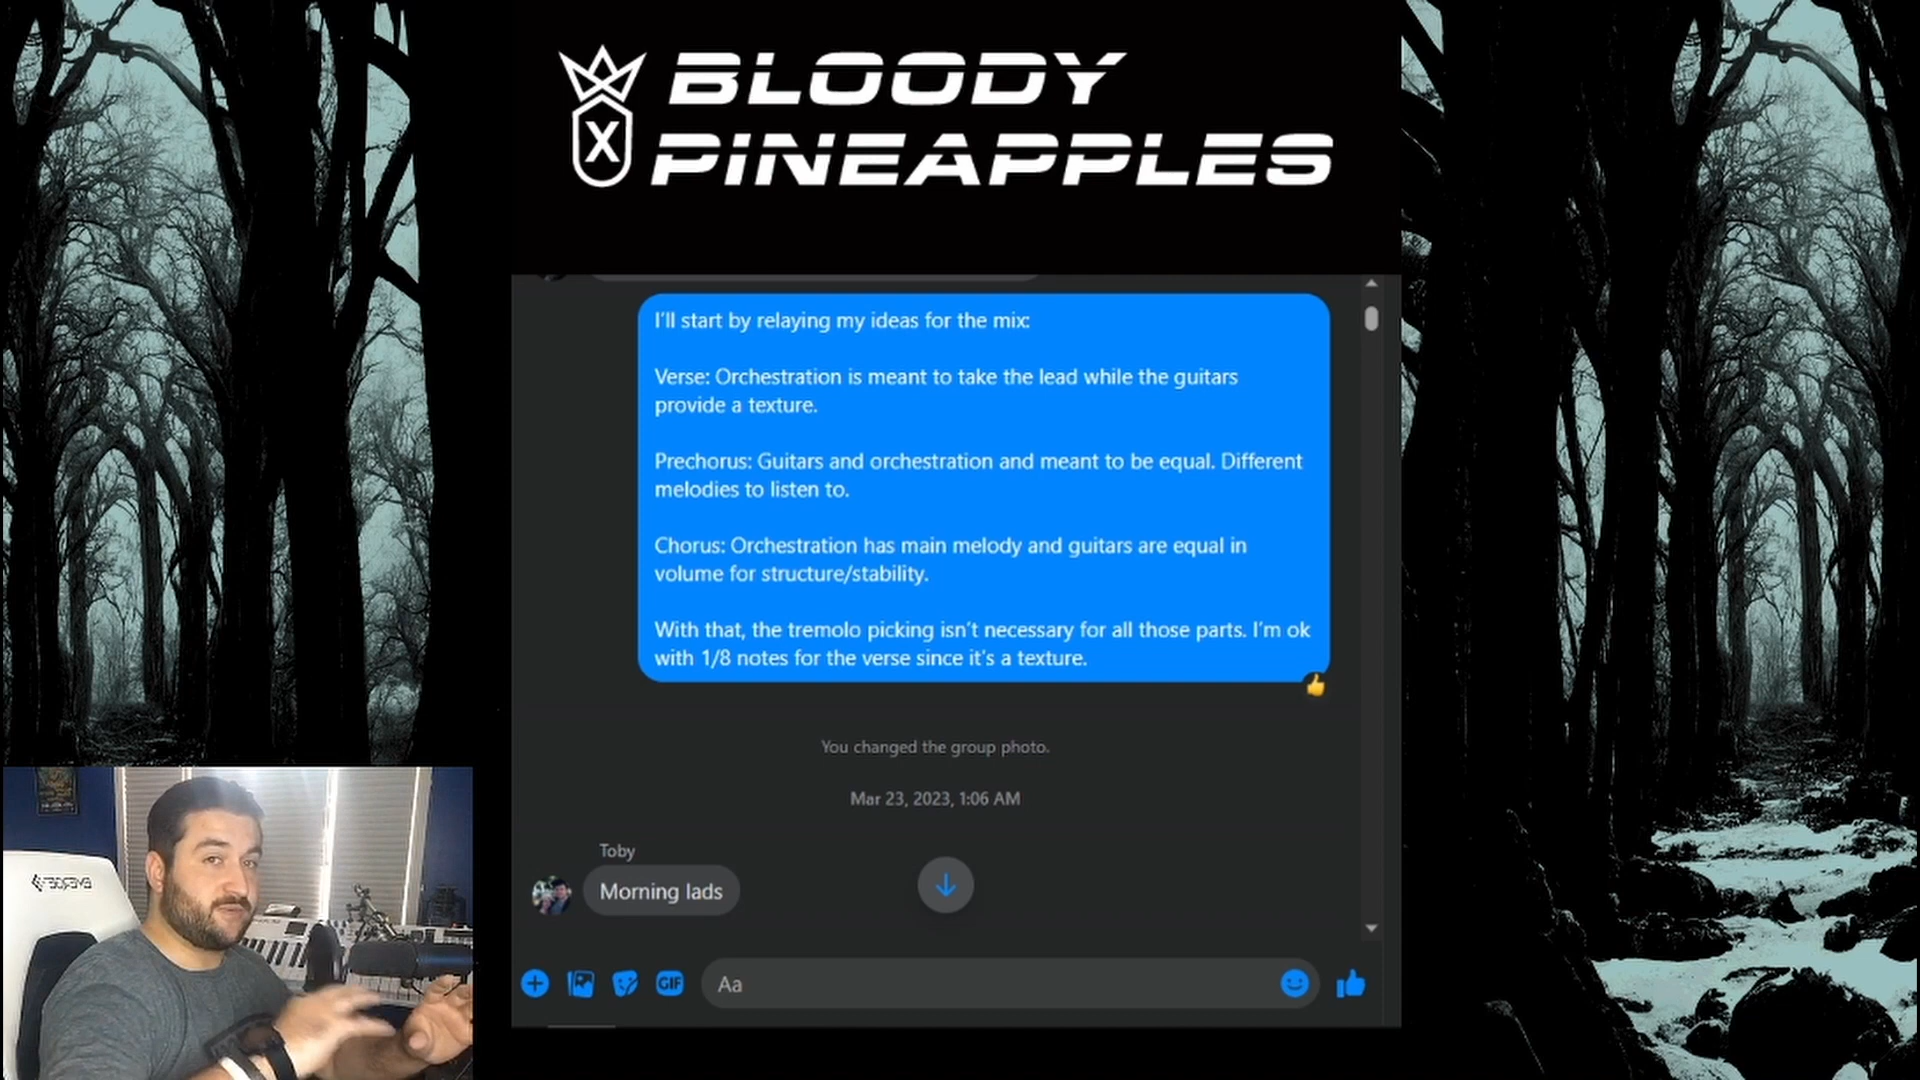 BLOODY
X
PINEAPPLES
I'll start by relaying my ideas for the mix:
Verse: Orchestration is meant to take the lead while the guitars
provide a texture.
Prechorus: Guitars and orchestration and meant to be equal. Different
melodies to listen to.
Chorus: Orchestration has main melody and guitars are equal in
volume for structure/stability.
With that, the tremolo picking isn't necessary for all those parts. I'm ok
with 1/8 notes for the verse since it's a texture.
You changed the group photo.
Mar 23, 2023, 1:06 AM
Toby
Morning lads
GIF
Aa